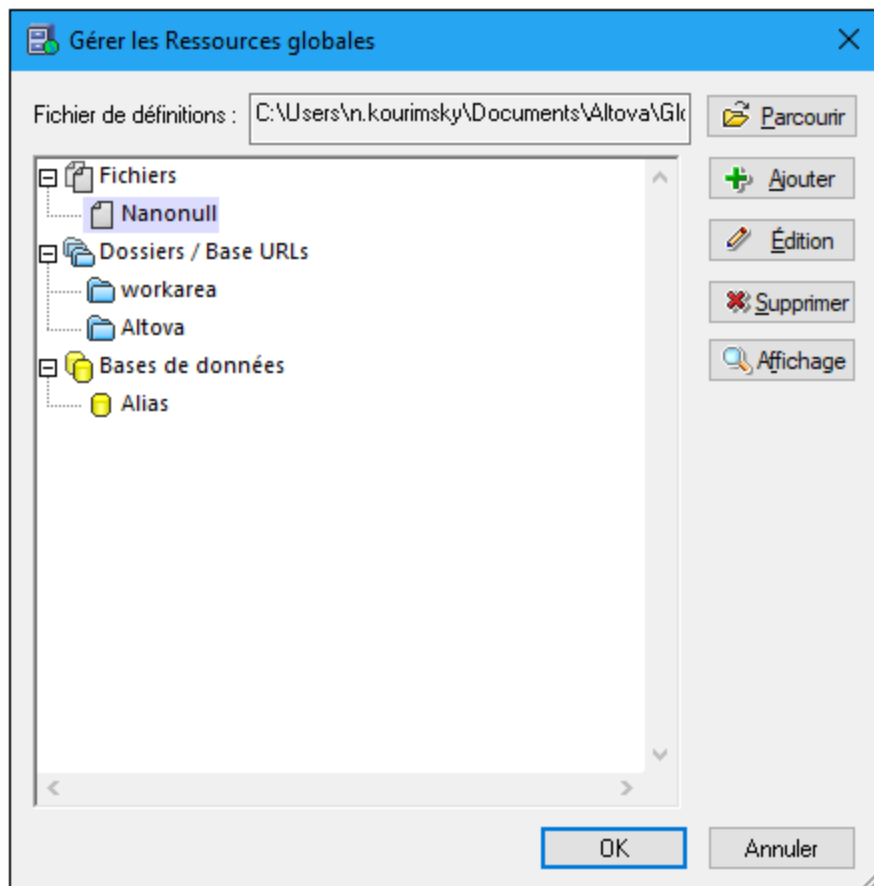 Gérer les Ressources globales
Fichier de définitions : C:\Users\n.kourimsky\Documents\Altova\Glo Parcourir
Fichiers
Ajouter
Nanonull
Édition
Dossiers / Base URLs
workarea
Supprimer
Altova
Affichage
Bases de données
Alias
OK Annuler